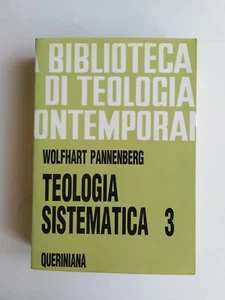 A BIBLIOTECA
DI TEOLOGIA
ONTEMPORAN
WOLFHART PANNENBERG
TEOLOGIA
SISTEMATICA 3
QUERINIANA